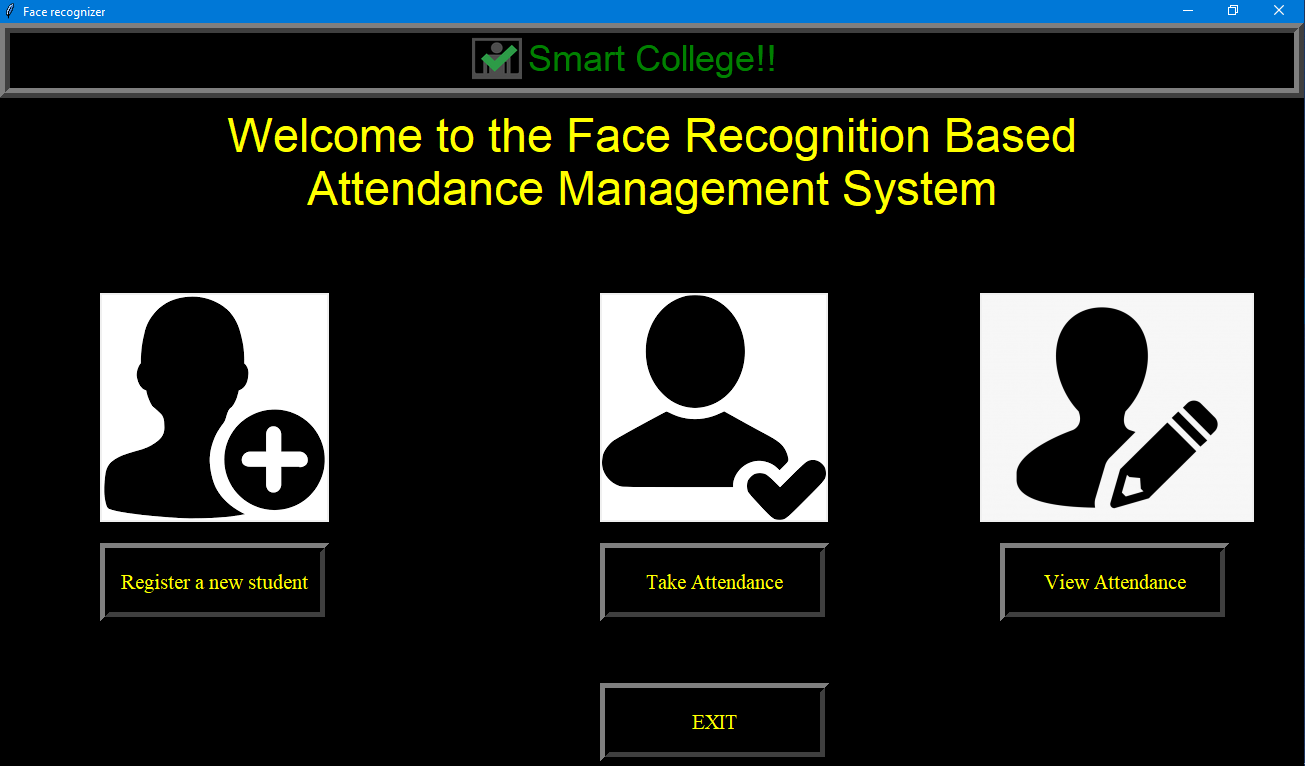 Face recognizer
Smart College!!
Welcome to the Face Recognition Based
Attendance Management System
Register a new student
Take Attendance
View Attendance
EXIT